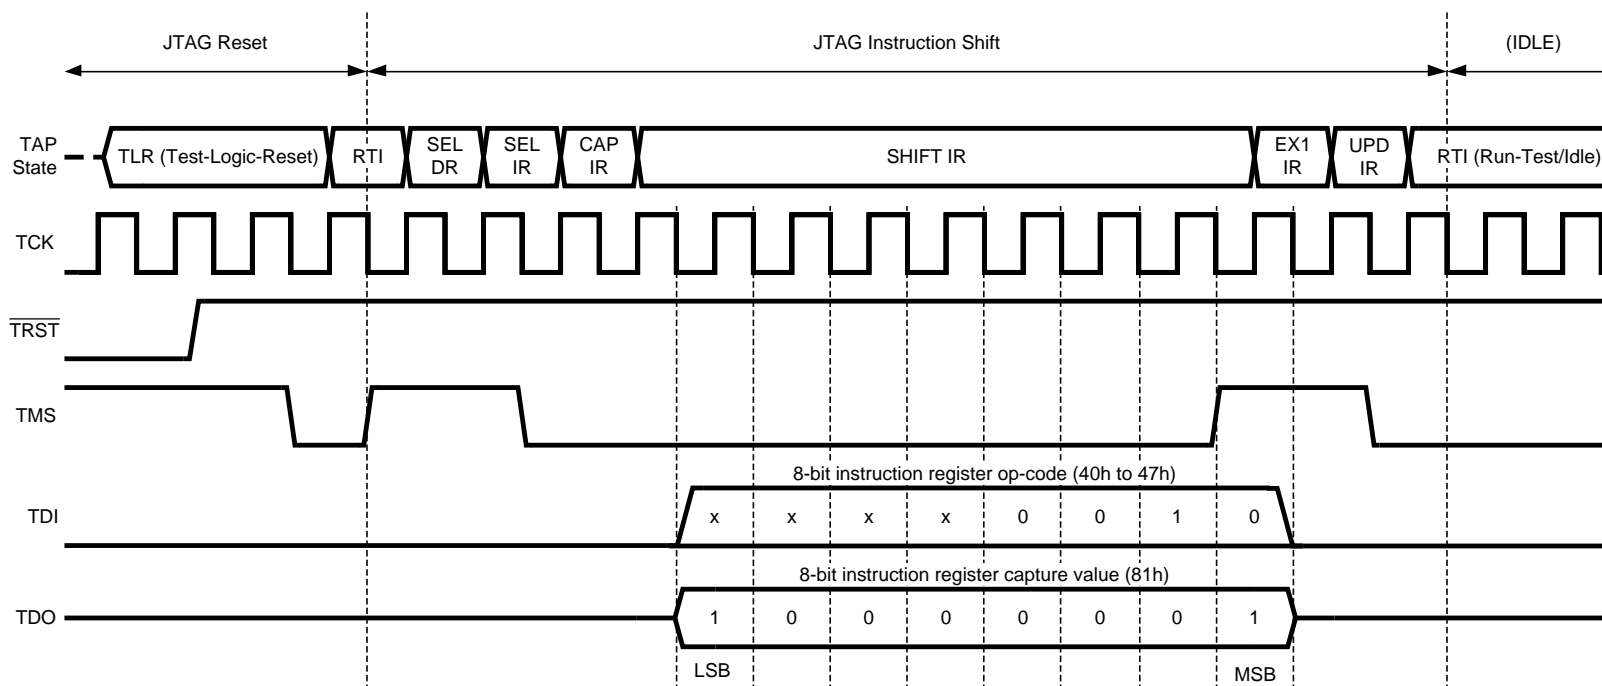 JTAG Reset
JTAG Instruction Shift
(IDLE)
TAP
State
TLR (Test-Logic-Reset)
RTI
SEL
DR
SEL
IR
CAP
IR
SHIFT IR
EX1
IR
UPD
IR
RTI (Run-Test/Idle)
TCK
TRST
TMS
8-bit instruction register op-code (40h to 47h)
TDI
x x x x 0 0 1 0
8-bit instruction register capture value (81h)
TDO
1 0 0 0 0 0 0 1
LSB
MSB